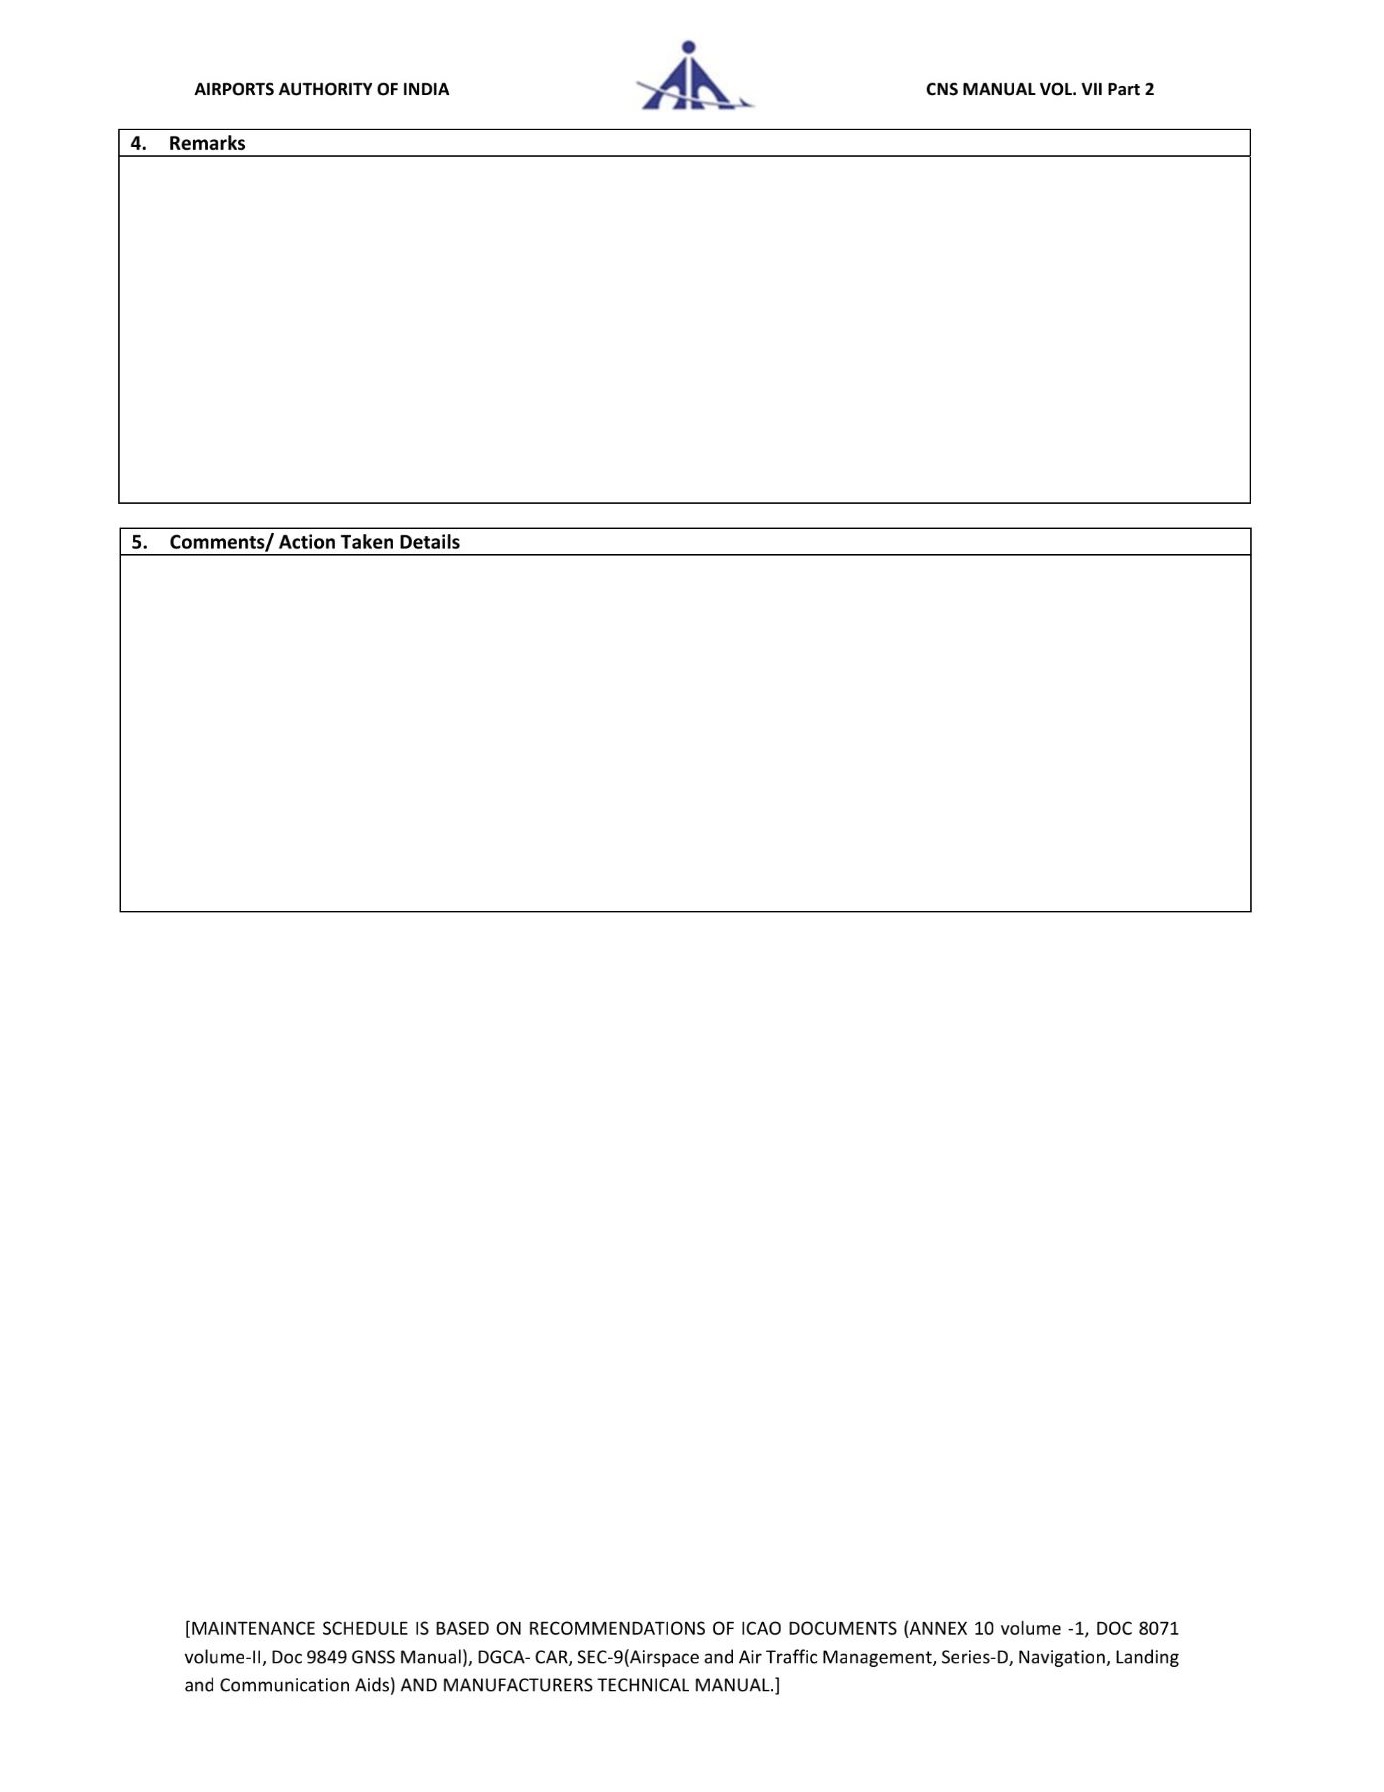 AIRPORTS AUTHORITY OF INDIA
CNS MANUAL VOL. VII Part 2
4. Remarks
5. Comments/ Action Taken Details
[MAINTENANCE SCHEDULE IS BASED ON RECOMMENDATIONS OF ICAO DOCUMENTS (ANNEX 10 volume -1, DOC 8071
volume-II, Doc 9849 GNSS Manual), DGCA- CAR, SEC-9(Airspace and Air Traffic Management, Series-D, Navigation, Landing
and Communication Aids) AND MANUFACTURERS TECHNICAL MANUAL.]